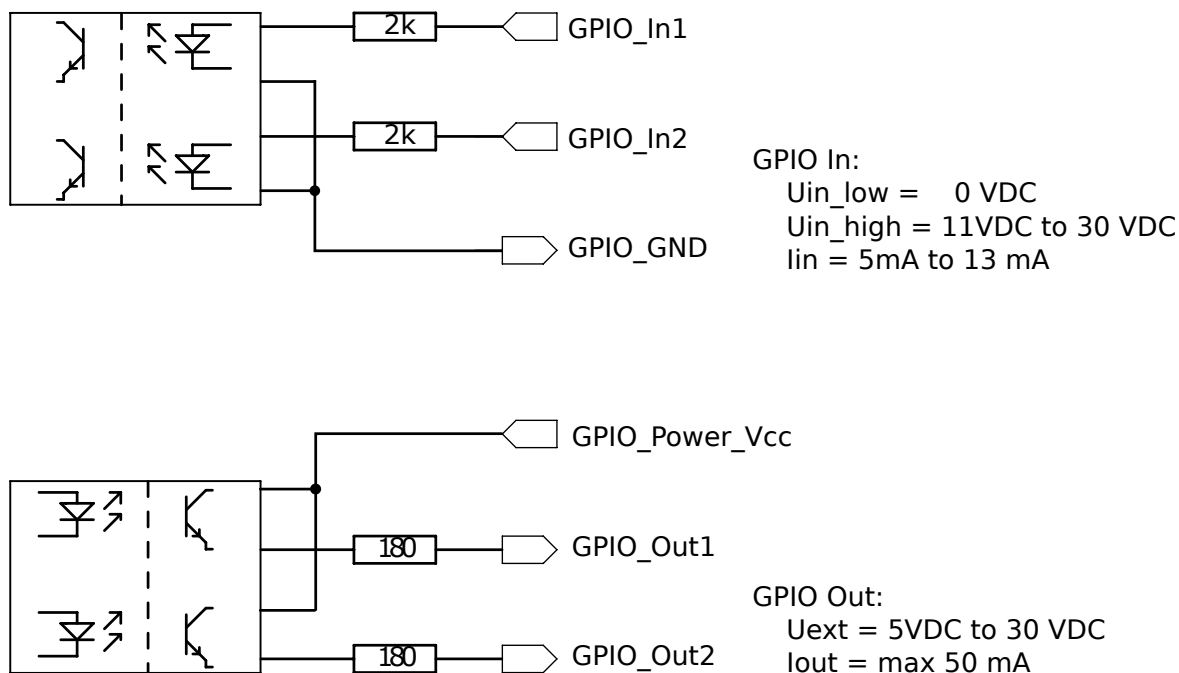 2k GPIO_In1
2k GPIO_In2
GPIO In:
Uin_low = 0 VDC
Uin_high = 11VDC to 30 VDC
GPIO_GND
Iin = 5mA to 13 mA
GPIO_Power_Vcc
180 GPIO_Out1
GPIO Out:
Uext = 5VDC to 30 VDC
180 GPIO_Out2
Iout = max 50 mA